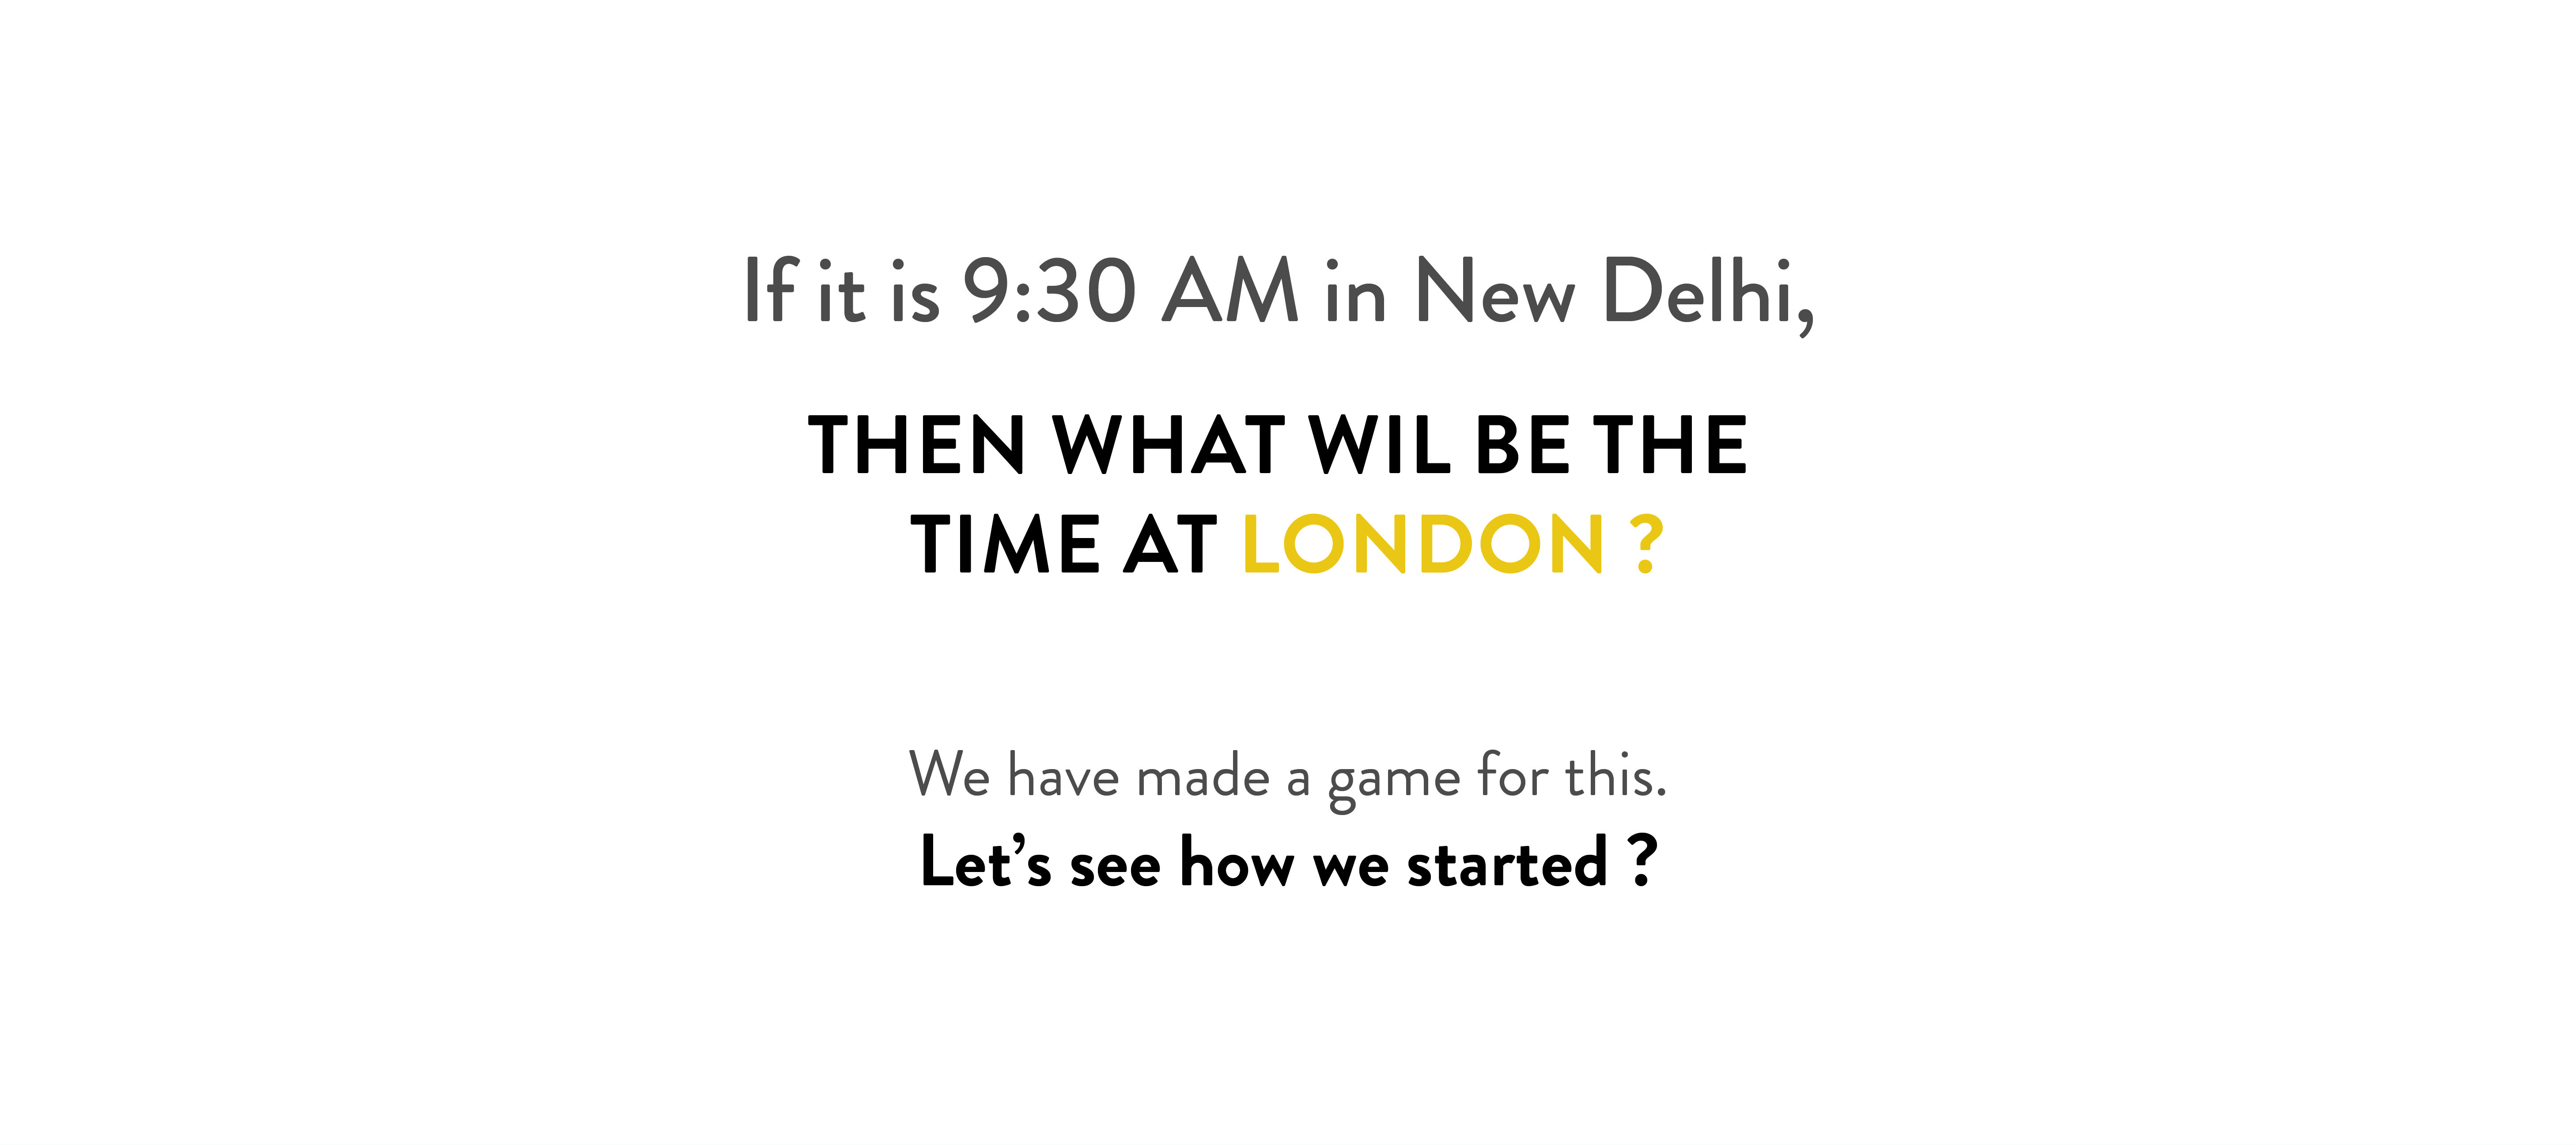 If it is 9:30 AM in New Delhi,
THEN WHAT WIL BE THE
TIME AT LONDON ?
We have made a game for this.
Let’s see how we started ?